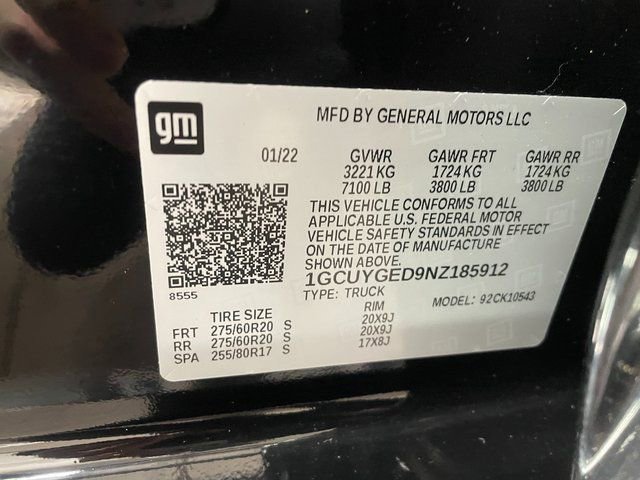 gm
MFD BY GENERAL MOTORS LLC
01/22 GVWR GAWR FRT GAWR RR
3221 KG 1724 KG 1724 KG
7100 LB 3800 LB 3800 LB
THIS VEHICLE CONFORMS TO ALL
APPLICABLE U.S. FEDERAL MOTOR
VEHICLE SAFETY STANDARDS IN EFFECT
ON THE DATE OF MANUFACTURE
SHOWN ABOVE.
1GCUYGED9NZ185912
8555
TYPE: TRUCK MODEL: 92CK10543
TIRE SIZE RIM
FRT 275/60R20 S 20X9J
RR 275/60R20 S 20X9J
SPA 255/80R17 S 17X8J